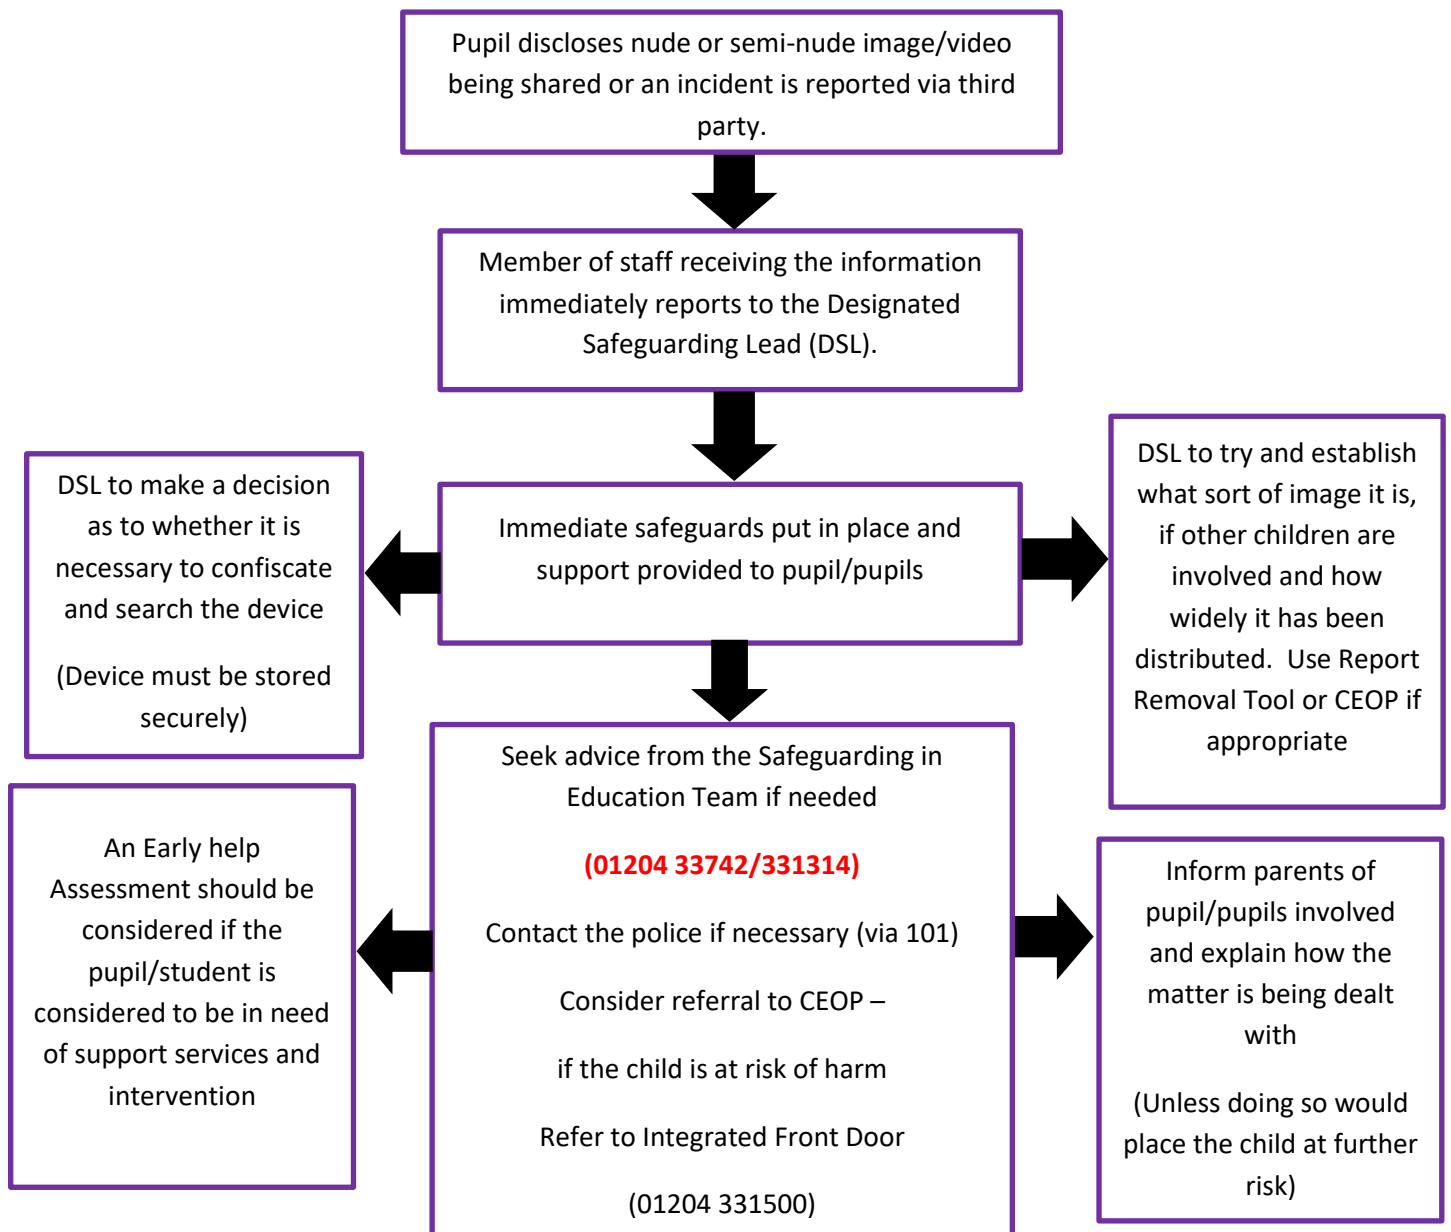 Pupil discloses nude or semi-nude image/video
being shared or an incident is reported via third
party.
Member of staff receiving the information
immediately reports to the Designated
Safeguarding Lead (DSL).
DSL to make a decision
as to whether it is
necessary to confiscate
and search the device
(Device must be stored
securely)
Immediate safeguards put in place and
support provided to pupil/pupils
DSL to try and establish
what sort of image it is,
if other children are
involved and how
widely it has been
distributed.  Use Report
Removal Tool or CEOP if
appropriate
An Early help
Assessment should be
considered if the
pupil/student is
considered to be in need
of support services and
intervention
Seek advice from the Safeguarding in
Education Team if needed
(01204 33742/331314)
Contact the police if necessary (via 101)
Consider referral to CEOP –
if the child is at risk of harm
Refer to Integrated Front Door
(01204 331500)
Inform parents of
pupil/pupils involved
and explain how the
matter is being dealt
with
(Unless doing so would
place the child at further
risk)